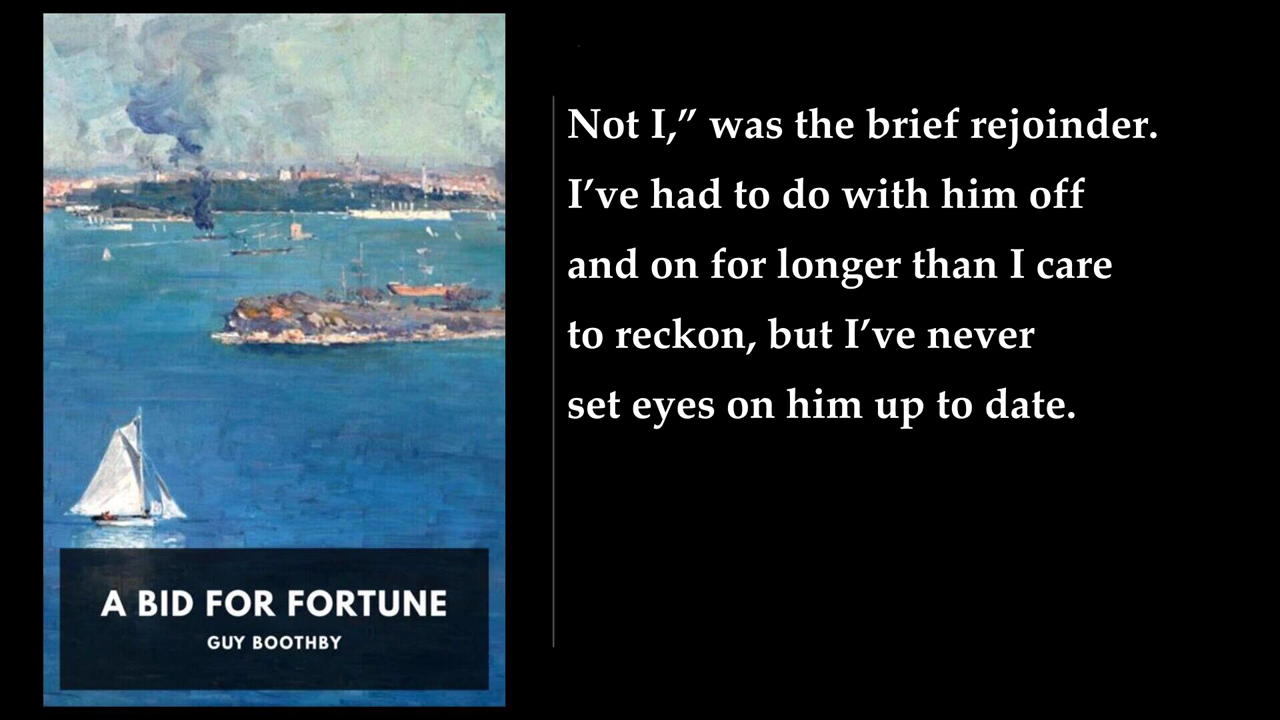 Not I,” was the brief rejoinder.
I’ve had to do with him off
and on for longer than I care
to reckon, but I’ve never
set eyes on him up to date.
A BID FOR FORTUNE
GUY BOOTHBY